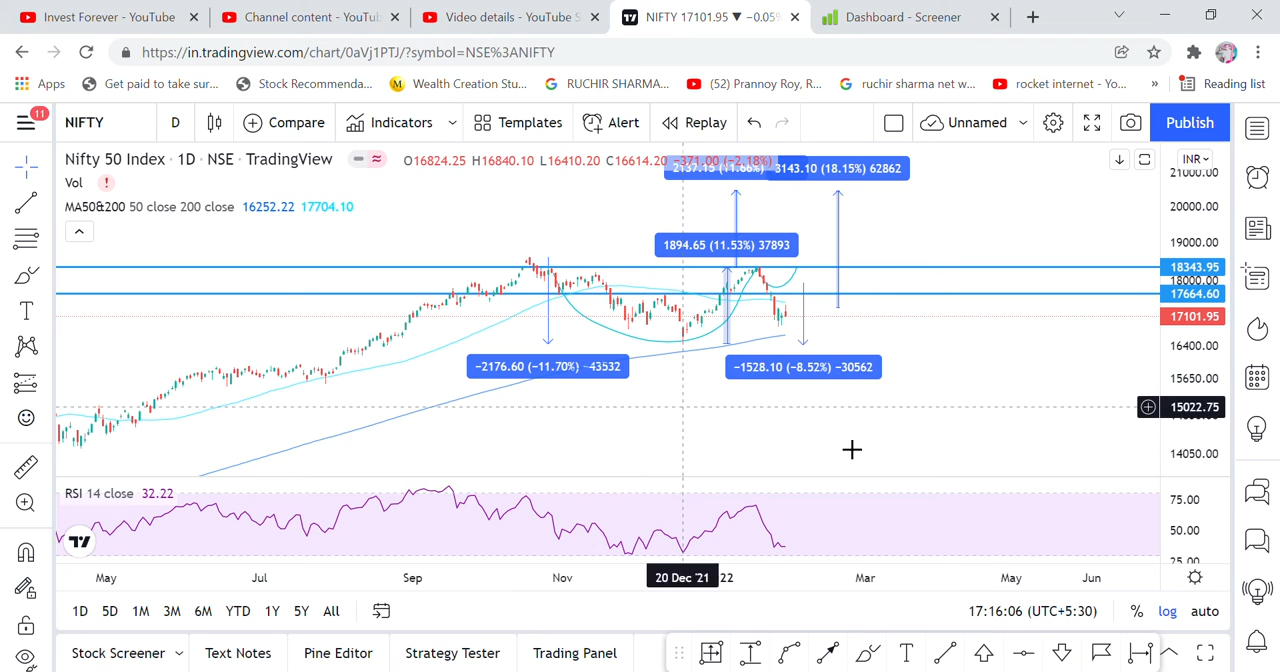 Invest Forever - YouTube
Channel content - YouTub
Video details - YouTube S
NIFTY 17101.95 ▼ −0.05%
Dashboard - Screener
https://in.tradingview.com/chart/0aVj1PTJ/?symbol=NSE%3ANIFTY
Apps
Get paid to take sur...
Stock Recommenda...
Wealth Creation Stu...
RUCHIR SHARMA...
(52) Prannoy Roy, R...
ruchir sharma net w...
rocket internet - Yo...
»
Reading list
11
NIFTY
D
Compare
Indicators
Templates
Alert
Replay
Unnamed
Publish
Nifty 50 Index · 1D · NSE · TradingView
O16824.25 H16840.10 L16410.20 C16614.20 −371.00 (−2.18%)
INR
Vol !
2137.15 (11.66%)
3143.10 (18.15%) 62862
MA50&200 50 close 200 close 16252.22 17704.10
1894.65 (11.53%) 37893
−2176.60 (−11.70%) −43532
−1528.10 (−8.52%) −30562
21000.00
20000.00
19000.00
18343.95
18000.00
17664.60
17101.95
16400.00
15650.00
15022.75
14050.00
RSI 14 close 32.22
75.00
50.00
25.00
May
Jul
Sep
Nov
20 Dec '21
22
Mar
May
Jun
1D
5D
1M
3M
6M
YTD
1Y
5Y
All
17:16:06 (UTC+5:30)
%
log
auto
Stock Screener
Text Notes
Pine Editor
Strategy Tester
Trading Panel
T